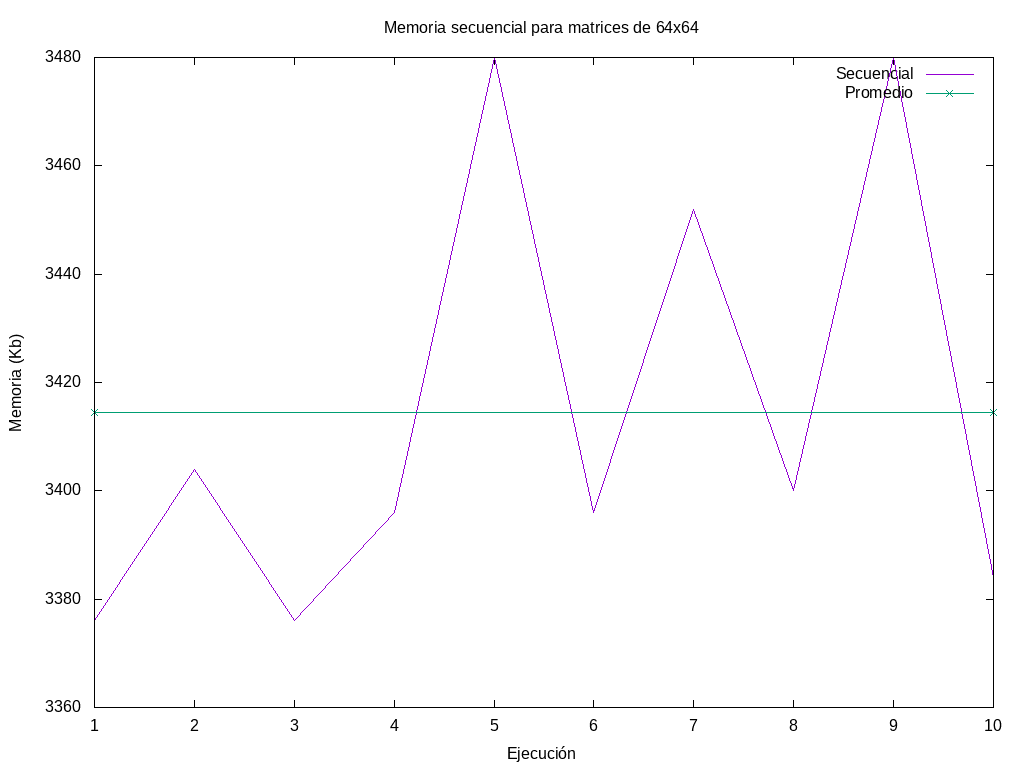 Memoria secuencial para matrices de 64x64
Secuencial
Promedio
3480
3460
3440
3420
3400
3380
3360
Memoria (Kb)
1 2 3 4 5 6 7 8 9 10
Ejecución